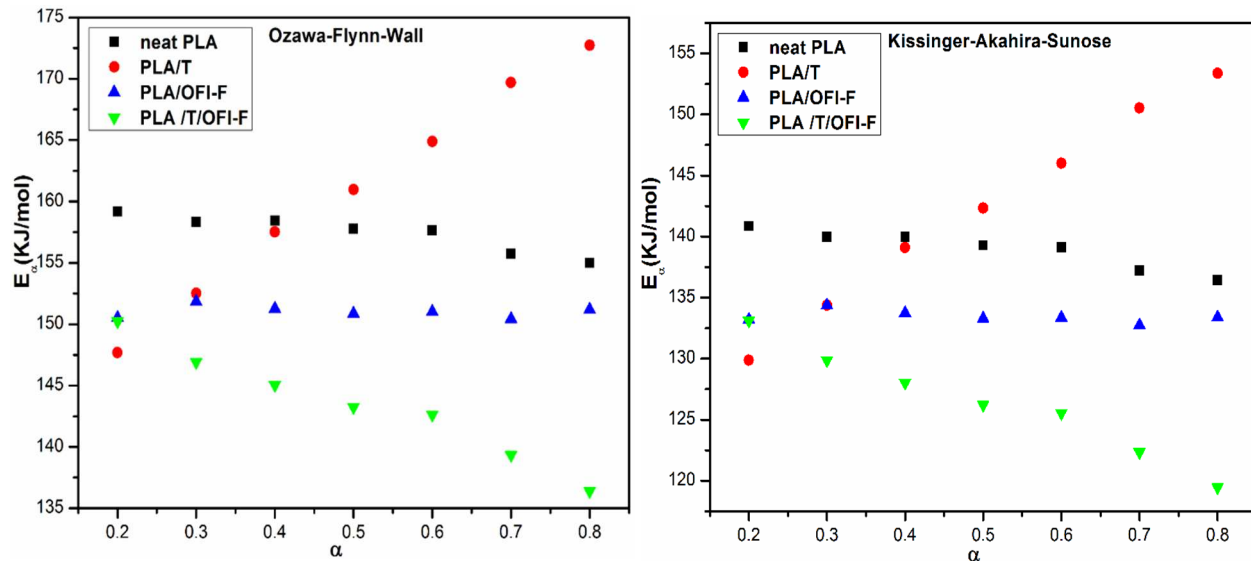 Ozawa-Flynn-Wall
neat PLA
PLA/T
PLA/OFI-F
PLA /T/OFI-F
175
170
165
160
155
150
145
140
135
Eα(KJ/mol)
0.2 0.3 0.4 0.5 0.6 0.7 0.8
α
Kissinger-Akahira-Sunose
neat PLA
PLA/T
PLA/OFI-F
PLA /T/OFI-F
155
150
145
140
135
130
125
120
Eα(KJ/mol)
0.2 0.3 0.4 0.5 0.6 0.7 0.8
α